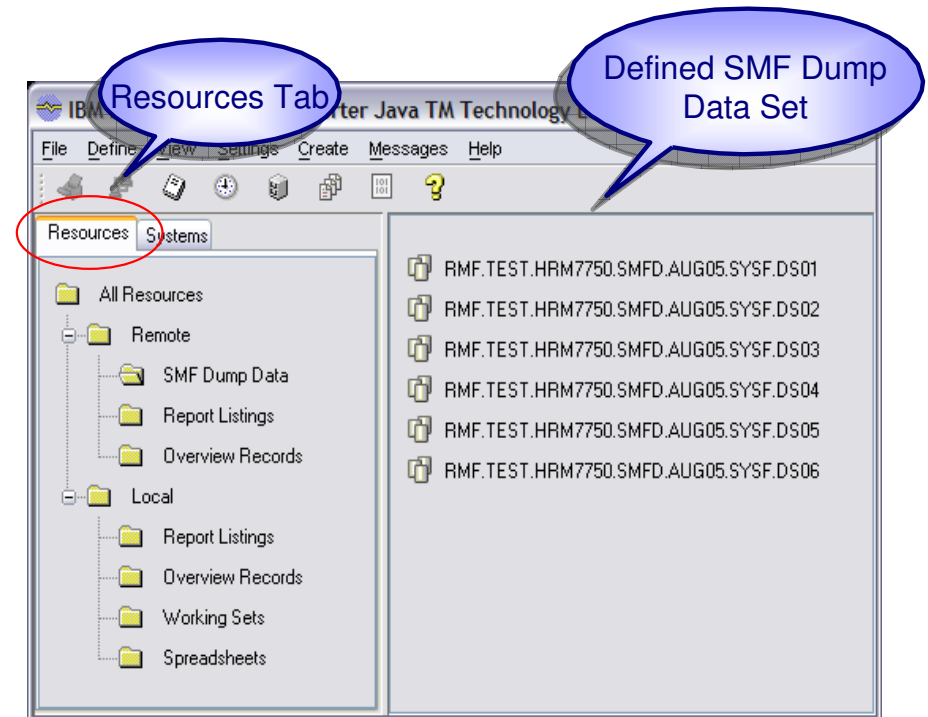 Resources Tab
Defined SMF Dump
Data Set
IBM rter Java TM Technology
File Define View Settings Create Messages Help
Resources Systems
All Resources
Remote
SMF Dump Data
Report Listings
Overview Records
Local
Report Listings
Overview Records
Working Sets
Spreadsheets
RMF.TEST.HRM7750.SMFD.AUG05.SYSF.DS01
RMF.TEST.HRM7750.SMFD.AUG05.SYSF.DS02
RMF.TEST.HRM7750.SMFD.AUG05.SYSF.DS03
RMF.TEST.HRM7750.SMFD.AUG05.SYSF.DS04
RMF.TEST.HRM7750.SMFD.AUG05.SYSF.DS05
RMF.TEST.HRM7750.SMFD.AUG05.SYSF.DS06